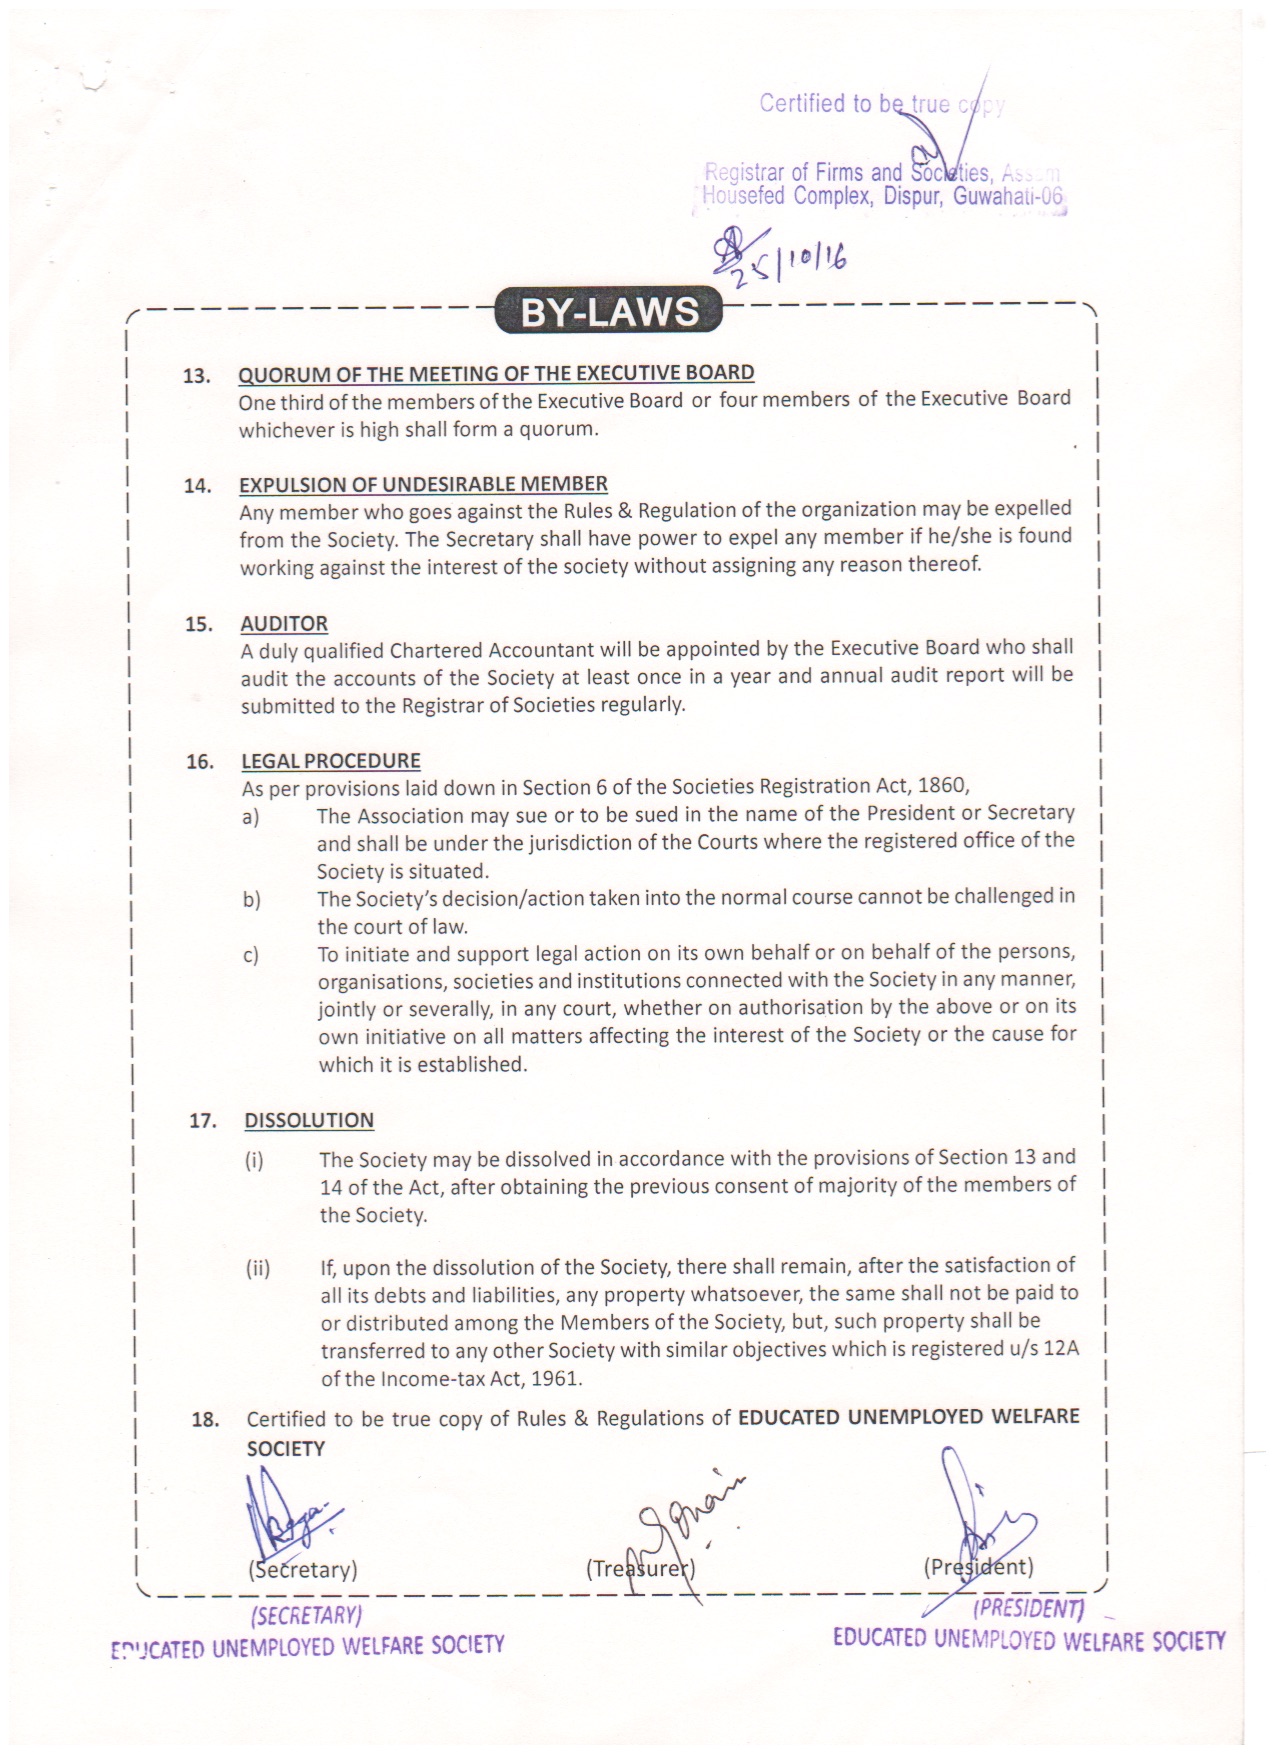 Certified to be true copy
Registrar of Firms and Societies, Assam
Housefed Complex, Dispur, Guwahati-06
25/10/16
BY-LAWS
13. QUORUM OF THE MEETING OF THE EXECUTIVE BOARD
One third of the members of the Executive Board or four members of the Executive Board
whichever is high shall form a quorum.
14. EXPULSION OF UNDESIRABLE MEMBER
Any member who goes against the Rules & Regulation of the organization may be expelled
from the Society. The Secretary shall have power to expel any member if he/she is found
working against the interest of the society without assigning any reason thereof.
15. AUDITOR
A duly qualified Chartered Accountant will be appointed by the Executive Board who shall
audit the accounts of the Society at least once in a year and annual audit report will be
submitted to the Registrar of Societies regularly.
16. LEGAL PROCEDURE
As per provisions laid down in Section 6 of the Societies Registration Act, 1860,
a) The Association may sue or to be sued in the name of the President or Secretary
and shall be under the jurisdiction of the Courts where the registered office of the
Society is situated.
b) The Society's decision/action taken into the normal course cannot be challenged in
the court of law.
c) To initiate and support legal action on its own behalf or on behalf of the persons,
organisations, societies and institutions connected with the Society in any manner,
jointly or severally, in any court, whether on authorisation by the above or on its
own initiative on all matters affecting the interest of the Society or the cause for
which it is established.
17. DISSOLUTION
(i) The Society may be dissolved in accordance with the provisions of Section 13 and
14 of the Act, after obtaining the previous consent of majority of the members of
the Society.
(ii) If, upon the dissolution of the Society, there shall remain, after the satisfaction of
all its debts and liabilities, any property whatsoever, the same shall not be paid to
or distributed among the Members of the Society, but, such property shall be
transferred to any other Society with similar objectives which is registered u/s 12A
of the Income-tax Act, 1961.
18. Certified to be true copy of Rules & Regulations of EDUCATED UNEMPLOYED WELFARE
SOCIETY
(Secretary) (Treasurer) (President)
(SECRETARY) (PRESIDENT)
EDUCATED UNEMPLOYED WELFARE SOCIETY EDUCATED UNEMPLOYED WELFARE SOCIETY